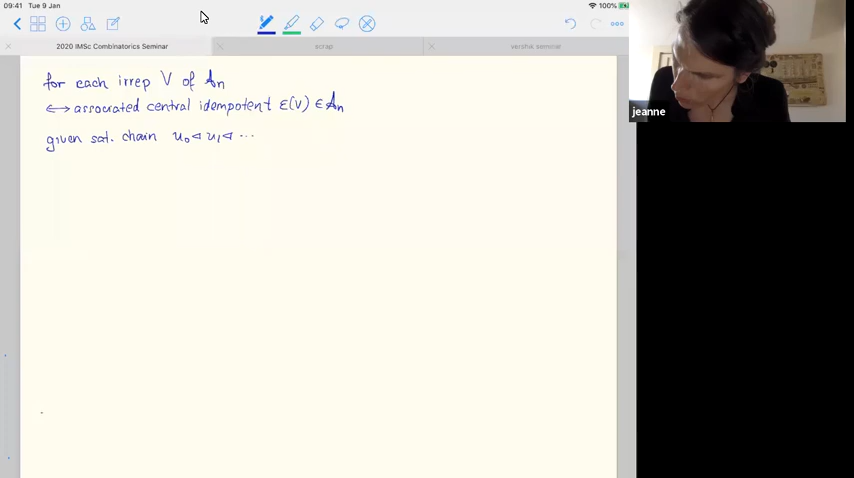 09:41 Tue 9 Jan
100%
2020 IMSc Combinatorics Seminar
scrap
vershik seminar
for each irrep V of 𝒜n
⟷ associated central idempotent ε(V) ∈ 𝒜n
given sat. chain u₀ ⊲ u₁ ⊲ ⋯
jeanne